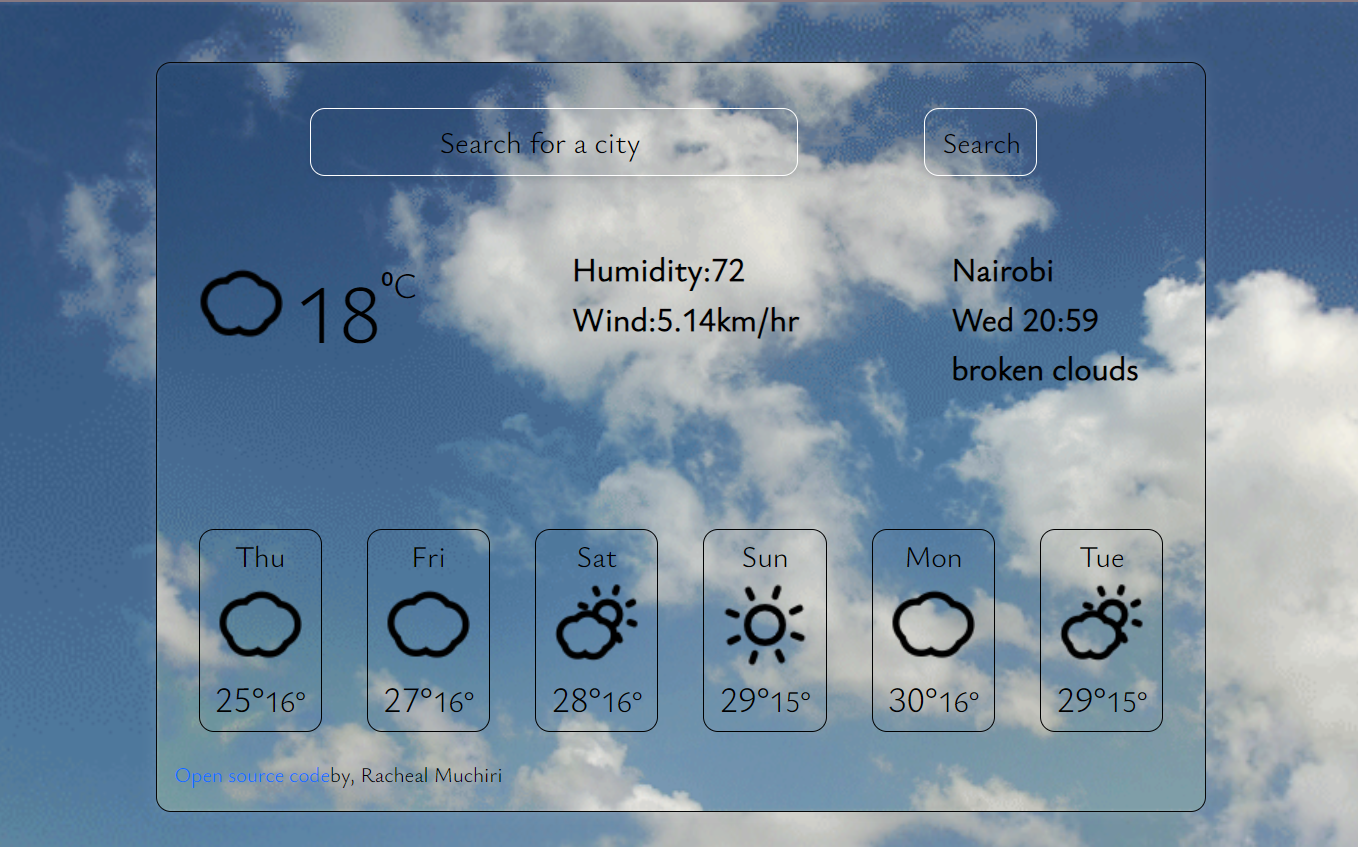 Search for a city
Search
18°C
Humidity:72
Wind:5.14km/hr
Nairobi
Wed 20:59
broken clouds
Thu
25°16°
Fri
27°16°
Sat
28°16°
Sun
29°15°
Mon
30°16°
Tue
29°15°
Open source codeby, Racheal Muchiri